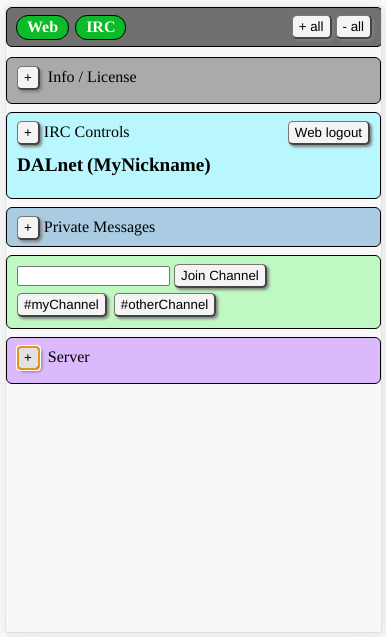 Web IRC + all - all
+ Info / License
+ IRC Controls Web logout
DALnet (MyNickname)
+ Private Messages
Join Channel
#myChannel #otherChannel
+ Server